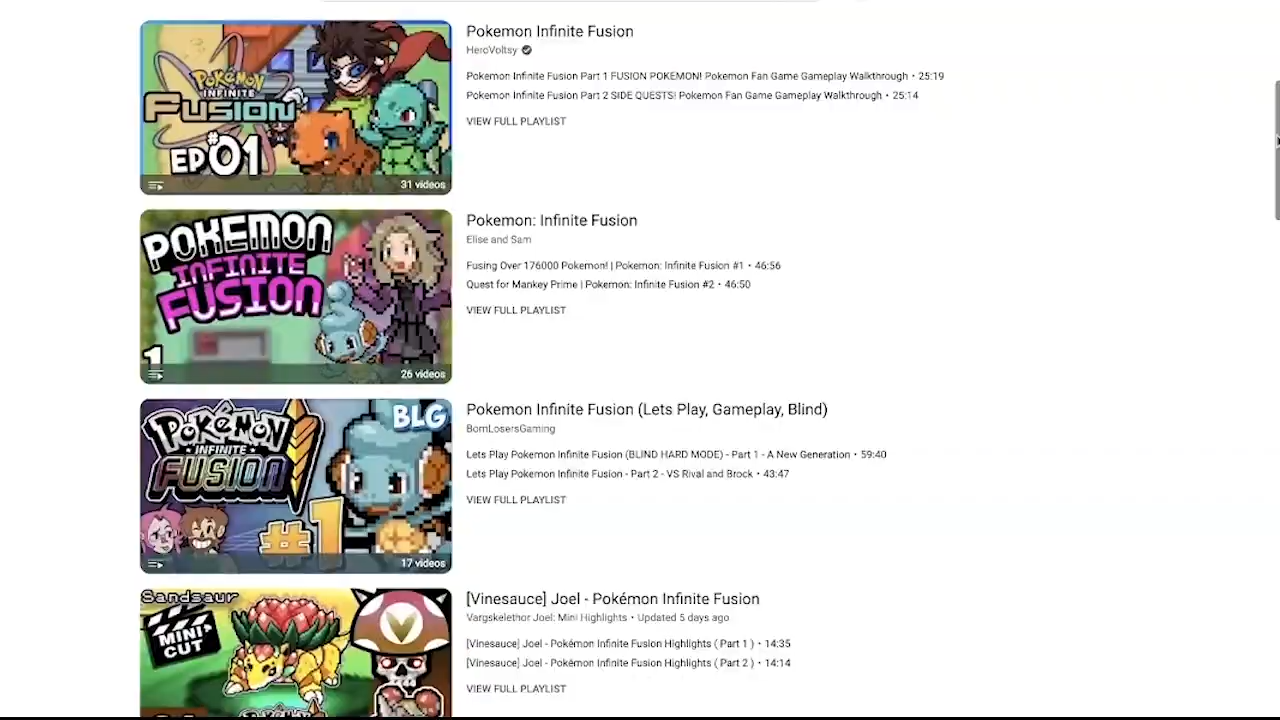 POKÉMON
INFINITE
FUSION
#
EP 01
31 videos
Pokemon Infinite Fusion
HeroVoltsy
Pokemon Infinite Fusion Part 1 FUSION POKEMON! Pokemon Fan Game Gameplay Walkthrough • 25:19
Pokemon Infinite Fusion Part 2 SIDE QUESTS! Pokemon Fan Game Gameplay Walkthrough • 25:14
VIEW FULL PLAYLIST
POKEMON
INFINITE
FUSION
1
26 videos
Pokemon: Infinite Fusion
Elise and Sam
Fusing Over 176000 Pokemon! | Pokemon: Infinite Fusion #1 • 46:56
Quest for Mankey Prime | Pokemon: Infinite Fusion #2 • 46:50
VIEW FULL PLAYLIST
BLG
POKéMON
INFINITE
FUSION
#1
17 videos
Pokemon Infinite Fusion (Lets Play, Gameplay, Blind)
BornLosersGaming
Lets Play Pokemon Infinite Fusion (BLIND HARD MODE) - Part 1 - A New Generation • 59:40
Lets Play Pokemon Infinite Fusion - Part 2 - VS Rival and Brock • 43:47
VIEW FULL PLAYLIST
Sandsaur
MINI
CUT
[Vinesauce] Joel - Pokémon Infinite Fusion
Vargskelethor Joel: Mini Highlights • Updated 5 days ago
[Vinesauce] Joel - Pokémon Infinite Fusion Highlights ( Part 1 ) • 14:35
[Vinesauce] Joel - Pokémon Infinite Fusion Highlights ( Part 2 ) • 14:14
VIEW FULL PLAYLIST